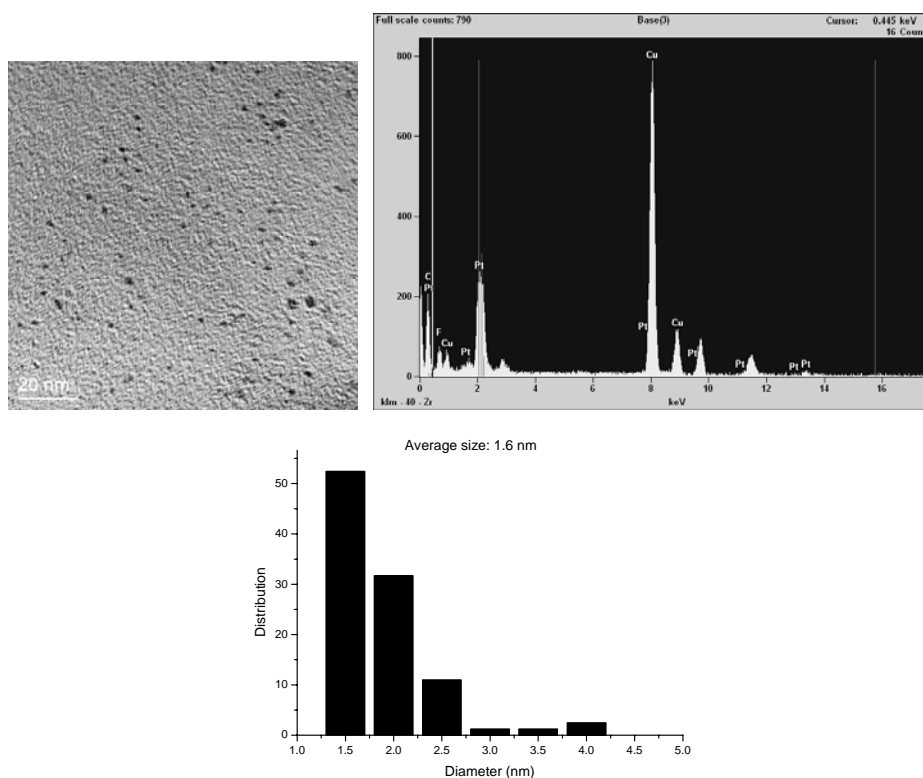 Full scale counts: 790 Base(3) Cursor: 0.445 keV
16 Coun
800
600
400
200
0
Cu
Pt
C
F
Cu
Pt
Pt
Cu
Pt
Pt
Pt
Pt
0 2 4 6 8 10 12 14 16
klm - 40 - Zr keV
20 nm
Average size: 1.6 nm
Distribution
50
40
30
20
10
0
1.0 1.5 2.0 2.5 3.0 3.5 4.0 4.5 5.0
Diameter (nm)